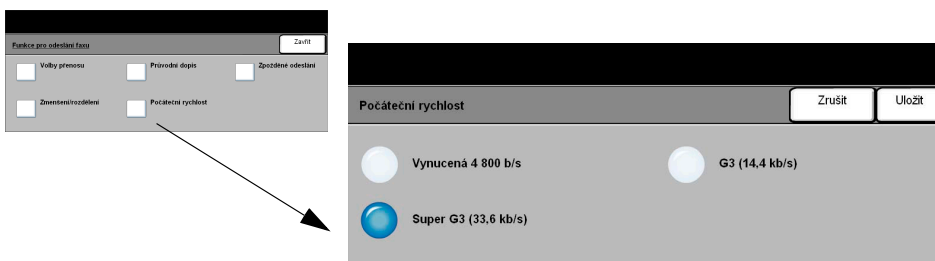 Funkce pro odeslání faxu
Zavřít
Volby přenosu
Průvodní dopis
Zpožděné odeslání
Zmenšení/rozdělení
Počáteční rychlost
Počáteční rychlost
Zrušit
Uložit
Vynucená 4 800 b/s
G3 (14,4 kb/s)
Super G3 (33,6 kb/s)